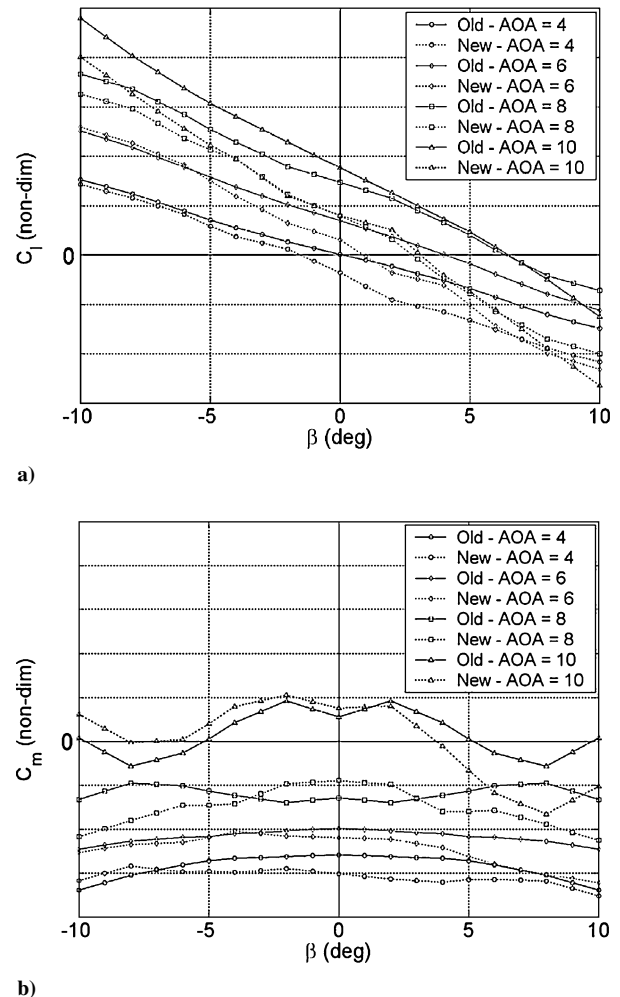 Old - AOA = 4
New - AOA = 4
Old - AOA = 6
New - AOA = 6
Old - AOA = 8
New - AOA = 8
Old - AOA = 10
New - AOA = 10
C_l (non-dim)
0
-10
-5
0
5
10
β (deg)
a)
Old - AOA = 4
New - AOA = 4
Old - AOA = 6
New - AOA = 6
Old - AOA = 8
New - AOA = 8
Old - AOA = 10
New - AOA = 10
C_m (non-dim)
0
-10
-5
0
5
10
β (deg)
b)